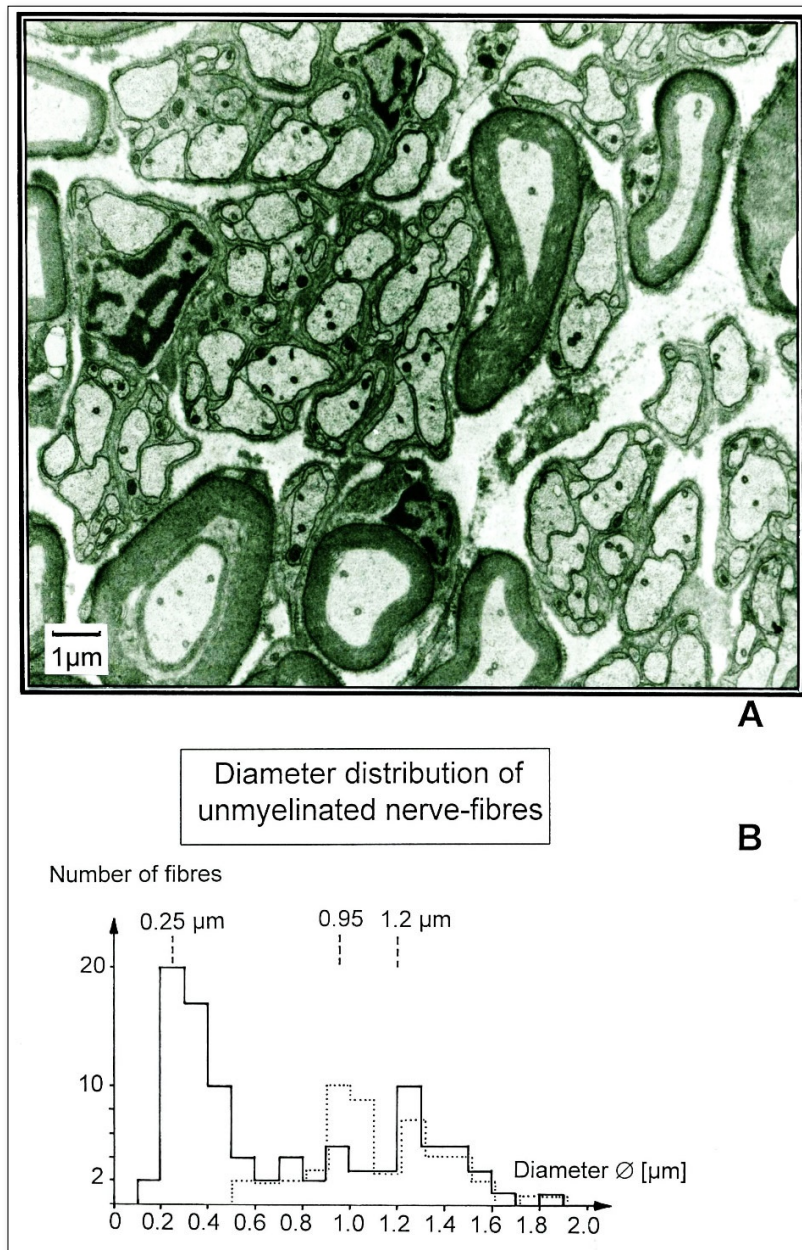 1µm
A
Diameter distribution of
unmyelinated nerve-fibres
B
Number of fibres
0.25 µm
0.95
1.2 µm
20
10
2
Diameter ∅ [µm]
0 0.2 0.4 0.6 0.8 1.0 1.2 1.4 1.6 1.8 2.0